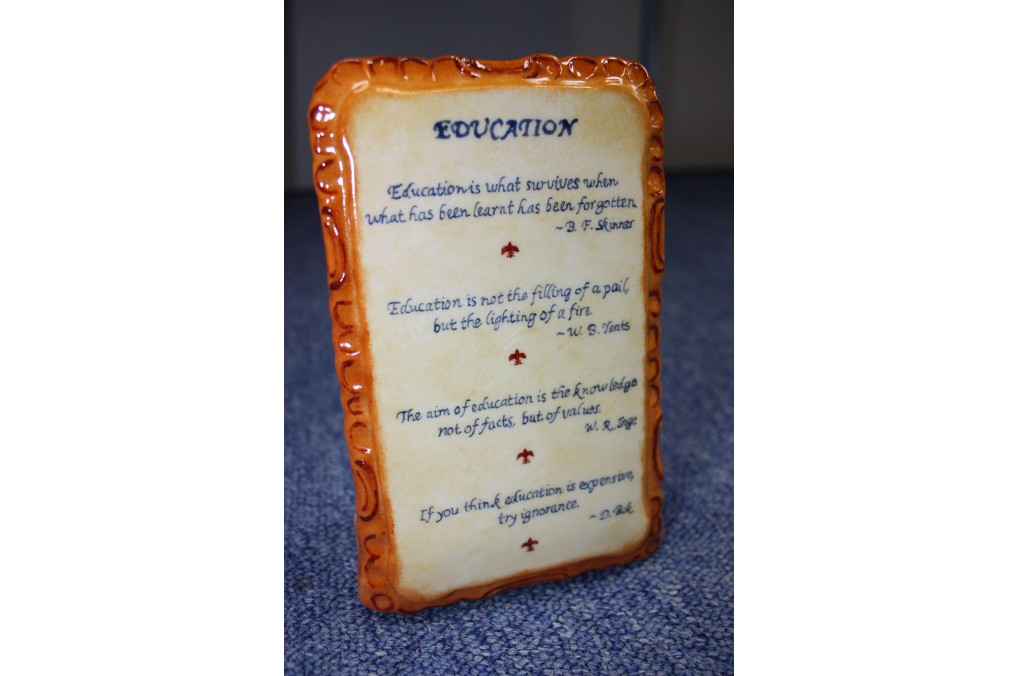 EDUCATION
Education is what survives when
what has been learnt has been forgotten.
~ B. F. Skinner
Education is not the filling of a pail,
but the lighting of a fire.
~ W. B. Yeats
The aim of education is the knowledge
not of facts, but of values.
W. R. Inge
If you think education is expensive,
try ignorance.
~ D. Bok